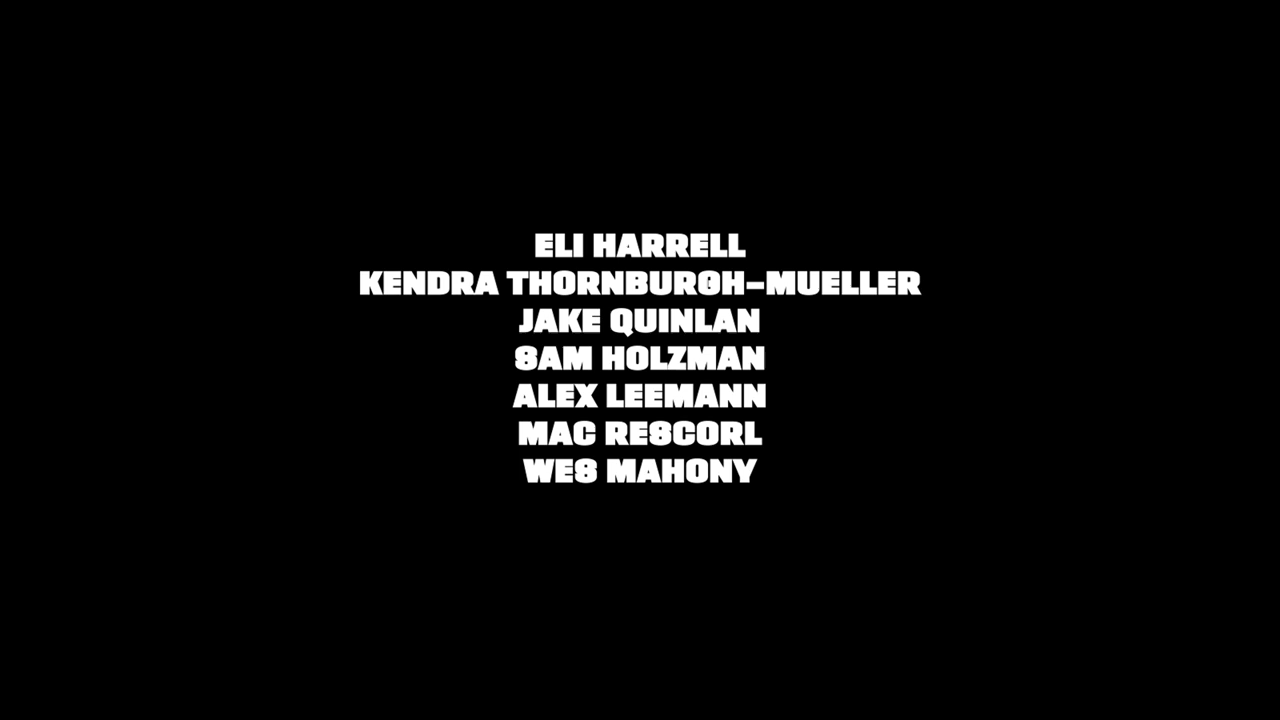 ELI HARRELL
KENDRA THORNBURGH-MUELLER
JAKE QUINLAN
SAM HOLZMAN
ALEX LEEMANN
MAC RESCORL
WES MAHONY